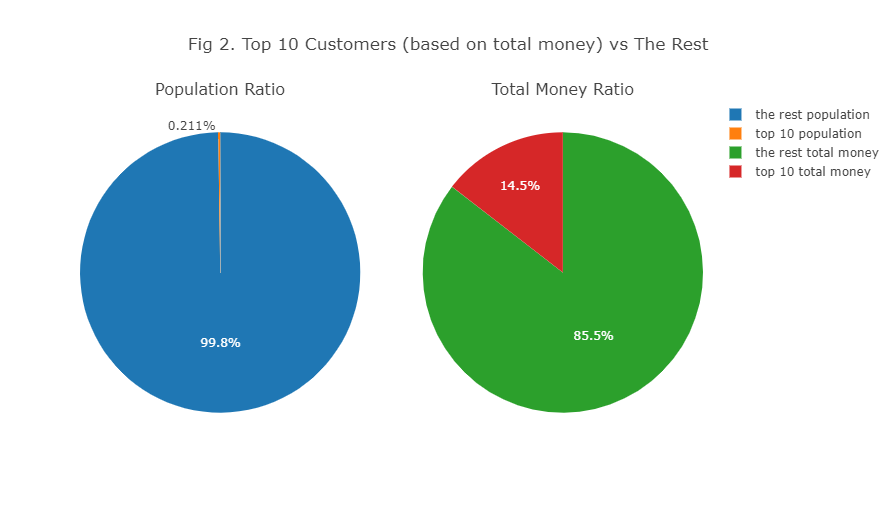 Fig 2. Top 10 Customers (based on total money) vs The Rest
Population Ratio
Total Money Ratio
the rest population
top 10 population
the rest total money
top 10 total money
0.211%
99.8%
14.5%
85.5%